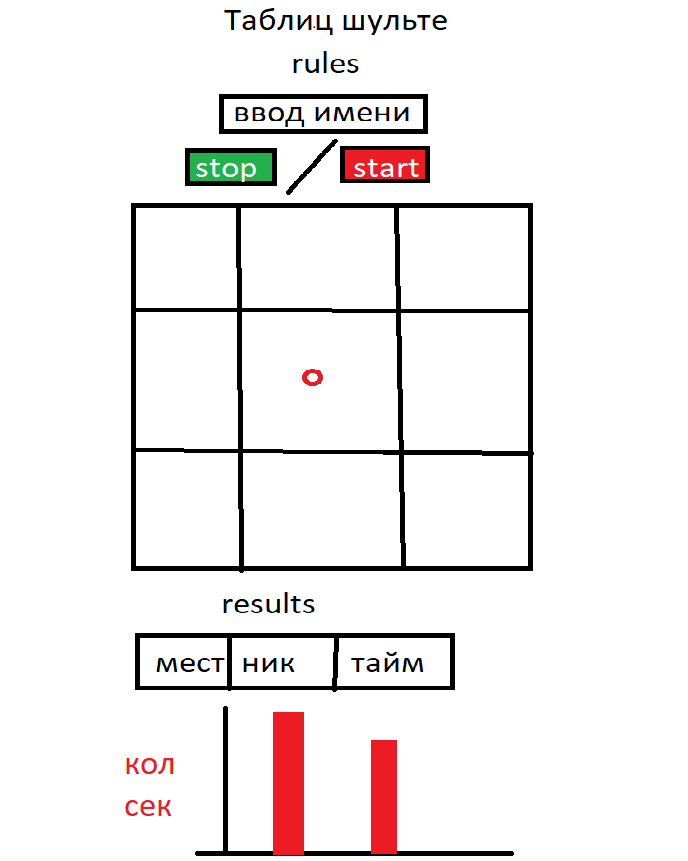 Таблиц шульте
rules
ввод имени
stop / start
results
мест ник тайм
кол
сек